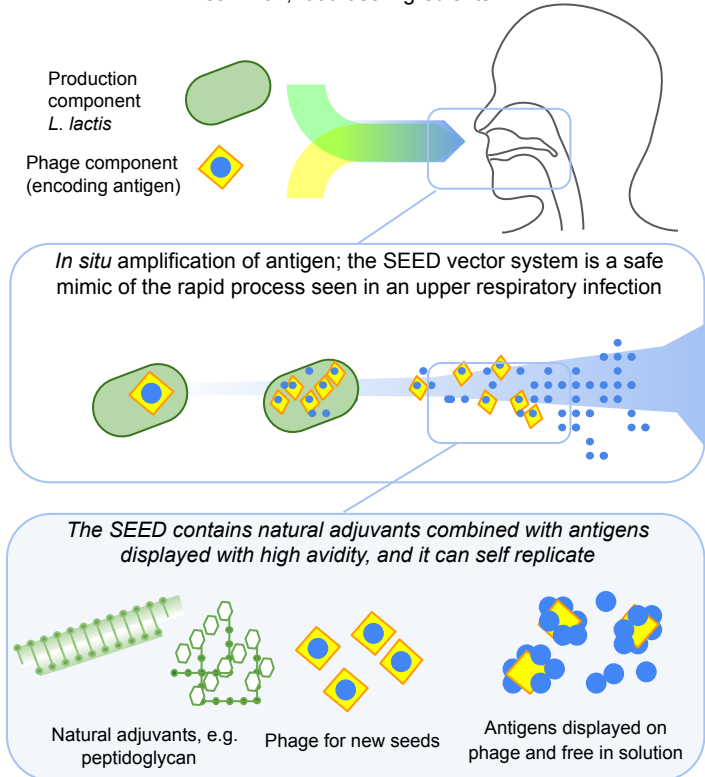 Production
component
L. lactis
Phage component
(encoding antigen)
In situ amplification of antigen; the SEED vector system is a safe
mimic of the rapid process seen in an upper respiratory infection
The SEED contains natural adjuvants combined with antigens
displayed with high avidity, and it can self replicate
Natural adjuvants, e.g.
peptidoglycan
Phage for new seeds
Antigens displayed on
phage and free in solution